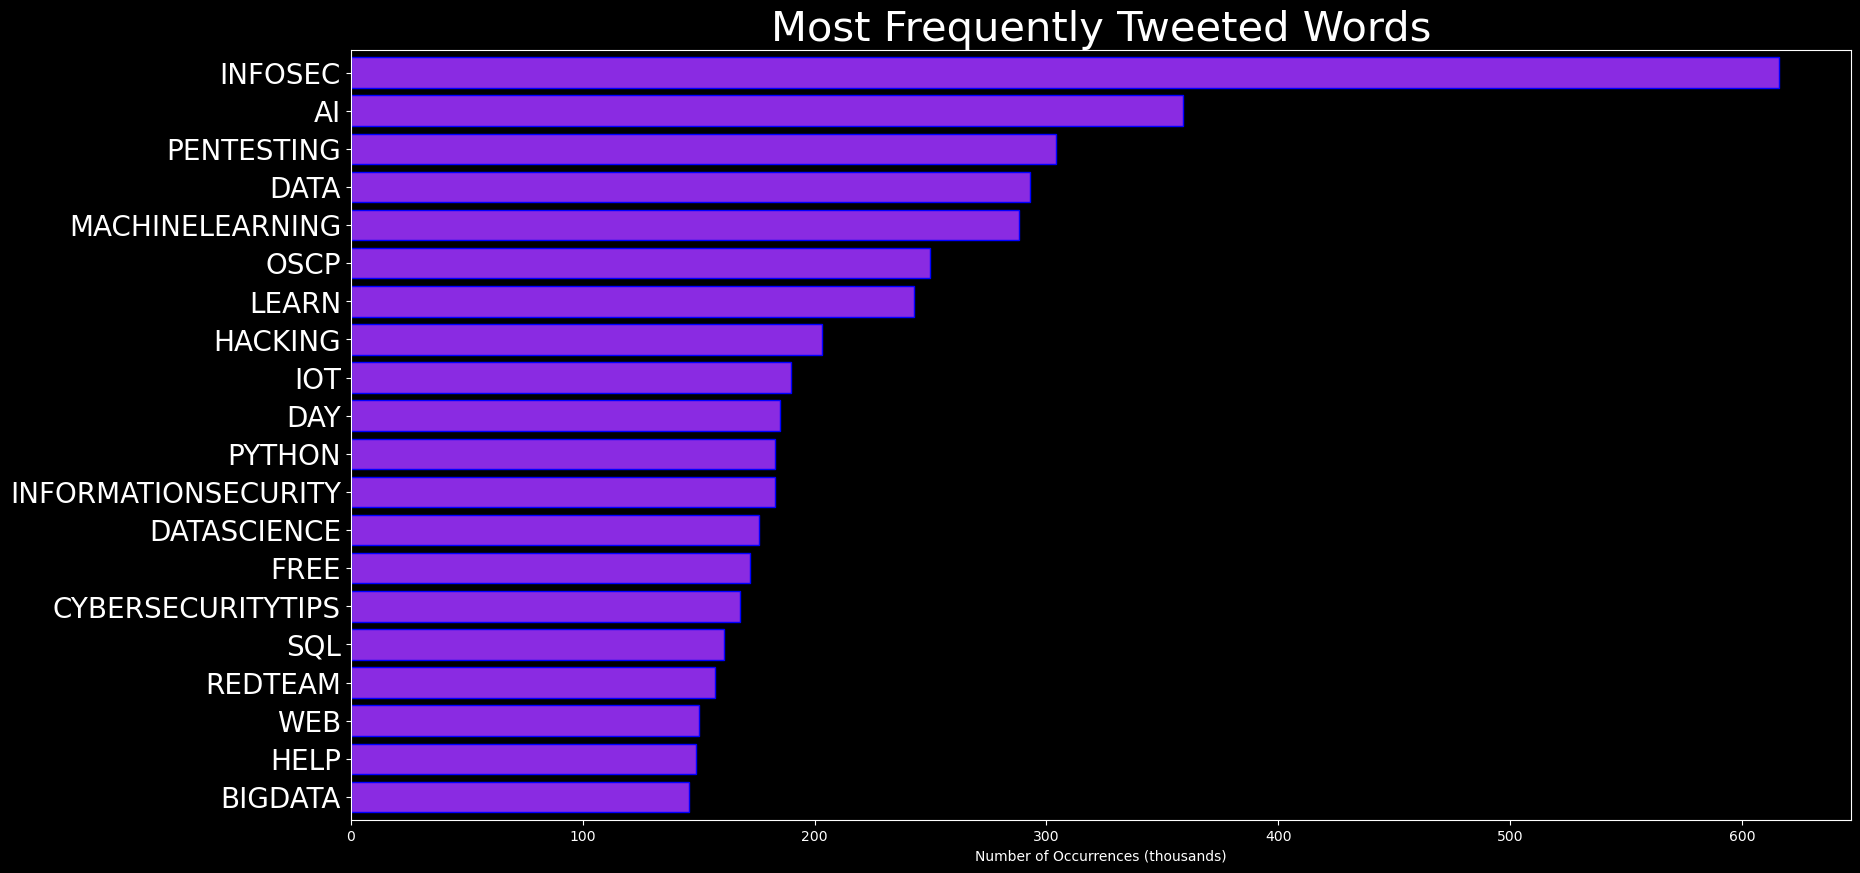 Most Frequently Tweeted Words
INFOSEC
AI
PENTESTING
DATA
MACHINELEARNING
OSCP
LEARN
HACKING
IOT
DAY
PYTHON
INFORMATIONSECURITY
DATASCIENCE
FREE
CYBERSECURITYTIPS
SQL
REDTEAM
WEB
HELP
BIGDATA
0 100 200 300 400 500 600
Number of Occurrences (thousands)